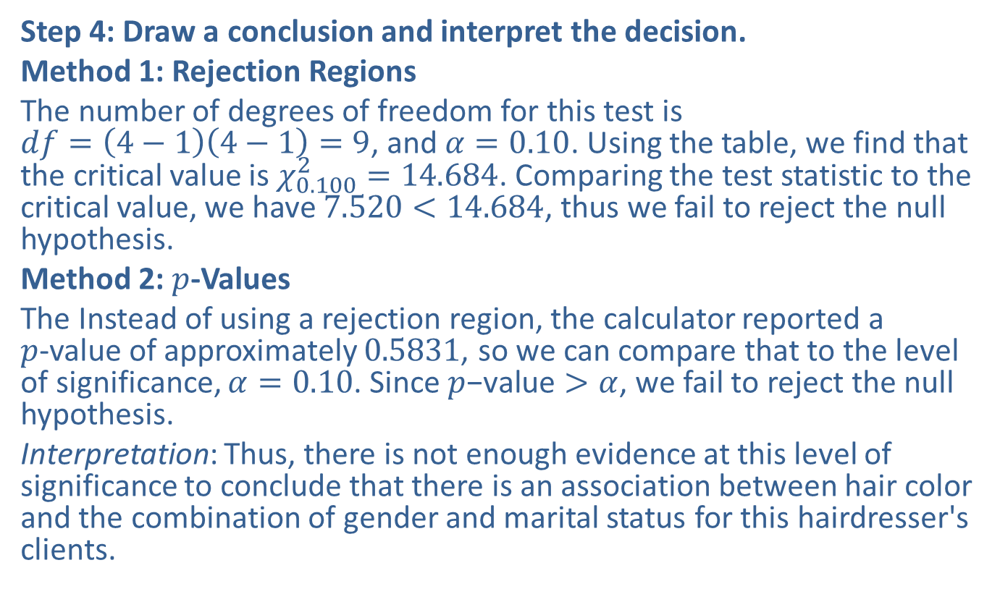 Step 4: Draw a conclusion and interpret the decision.
Method 1: Rejection Regions
The number of degrees of freedom for this test is
𝑑𝑓 = (4 − 1)(4 − 1) = 9, and 𝛼 = 0.10. Using the table, we find that
the critical value is 𝜒²₀.₁₀₀ = 14.684. Comparing the test statistic to the
critical value, we have 7.520 < 14.684, thus we fail to reject the null
hypothesis.
Method 2: 𝑝-Values
The Instead of using a rejection region, the calculator reported a
𝑝-value of approximately 0.5831, so we can compare that to the level
of significance, 𝛼 = 0.10. Since 𝑝−value > 𝛼, we fail to reject the null
hypothesis.
Interpretation: Thus, there is not enough evidence at this level of
significance to conclude that there is an association between hair color
and the combination of gender and marital status for this hairdresser's
clients.